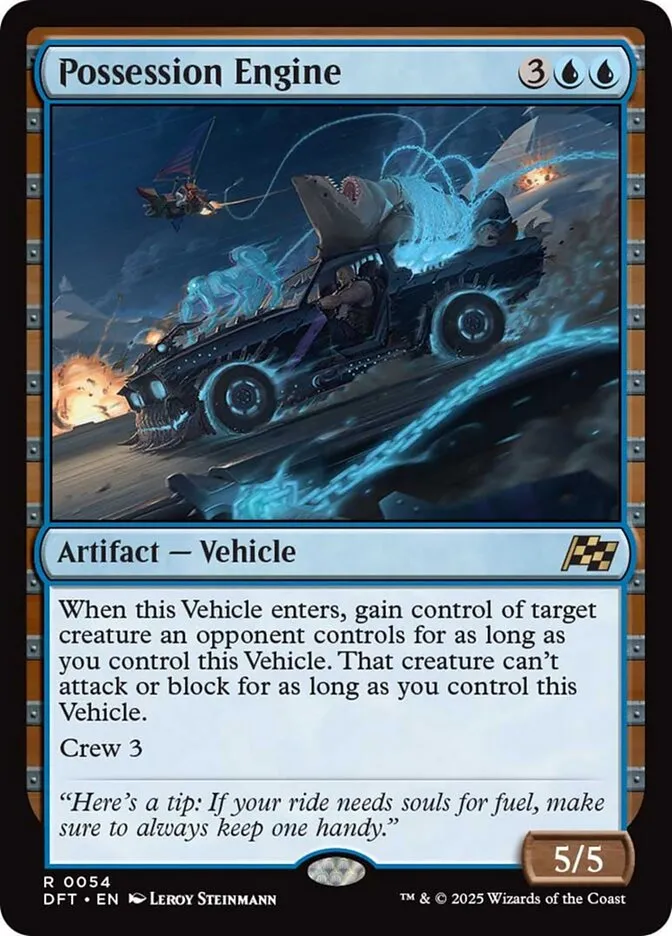 Possession Engine 3
Artifact — Vehicle
When this Vehicle enters, gain control of target
creature an opponent controls for as long as
you control this Vehicle. That creature can't
attack or block for as long as you control this
Vehicle.
Crew 3
“Here's a tip: If your ride needs souls for fuel, make
sure to always keep one handy.”
5/5
R 0054
DFT • EN Leroy Steinmann ™ & © 2025 Wizards of the Coast